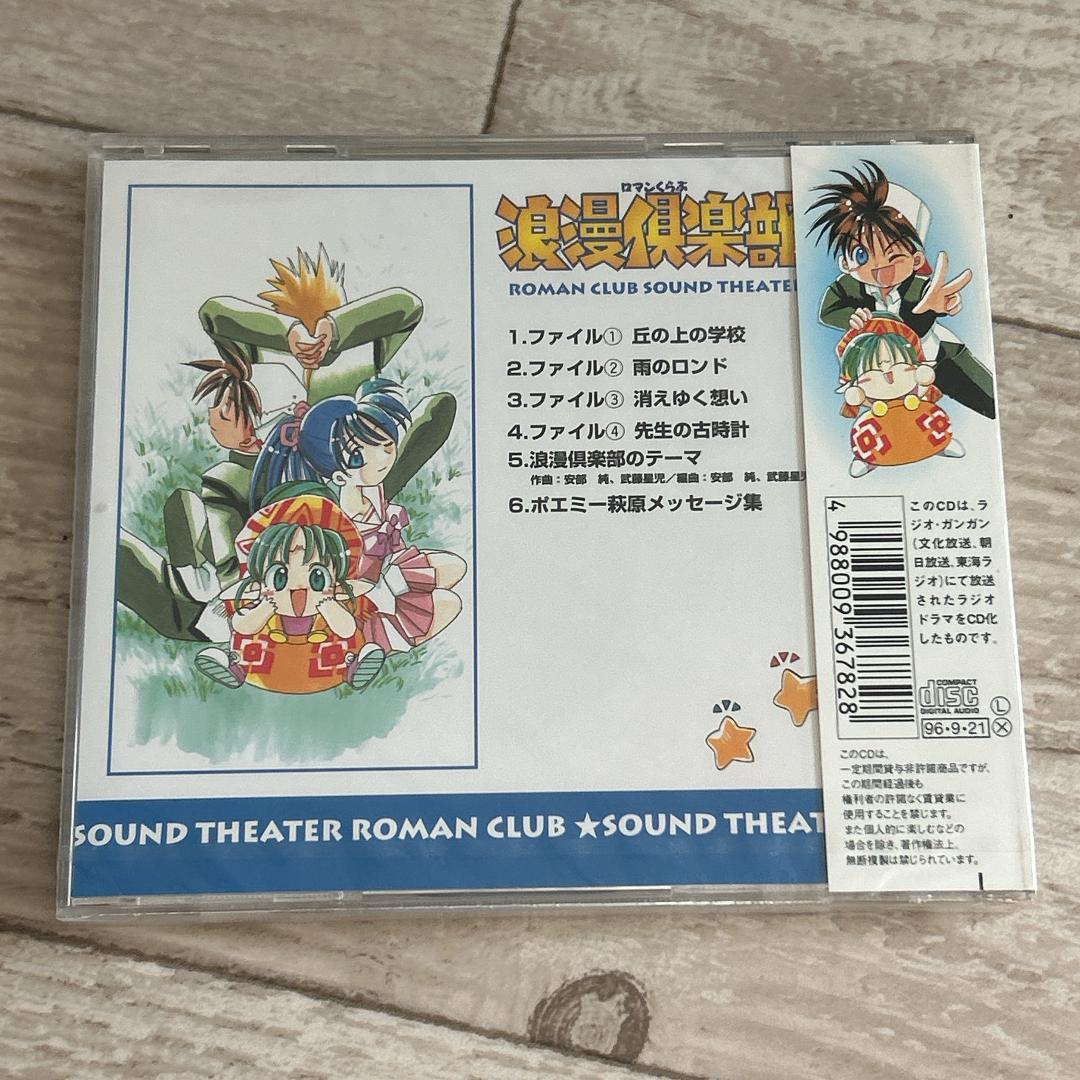 ロマンくらぶ
浪漫倶楽部
ROMAN CLUB SOUND THEATER
1.ファイル① 丘の上の学校
2.ファイル② 雨のロンド
3.ファイル③ 消えゆく想い
4.ファイル④ 先生の古時計
5.浪漫倶楽部のテーマ
作曲：安部 純、武藤星児／編曲：安部 純、武藤星児
6.ポエミー萩原メッセージ集
SOUND THEATER ROMAN CLUB ★SOUND THEAT
4 988009 367828
このCDは、ラ
ジオ・ガンガン
(文化放送、朝
日放送、東海ラ
ジオ)にて放送
されたラジオ
ドラマをCD化
したものです。
COMPACT
disc
DIGITAL AUDIO
Ⓛ
96・9・21
Ⓧ
このCDは、
一定期間貸与非許諾商品ですが、
この期間経過後も
権利者の許諾なく賃貸業に
使用することを禁じます。
また個人的に楽しむなどの
場合を除き、著作権法上、
無断複製は禁じられています。